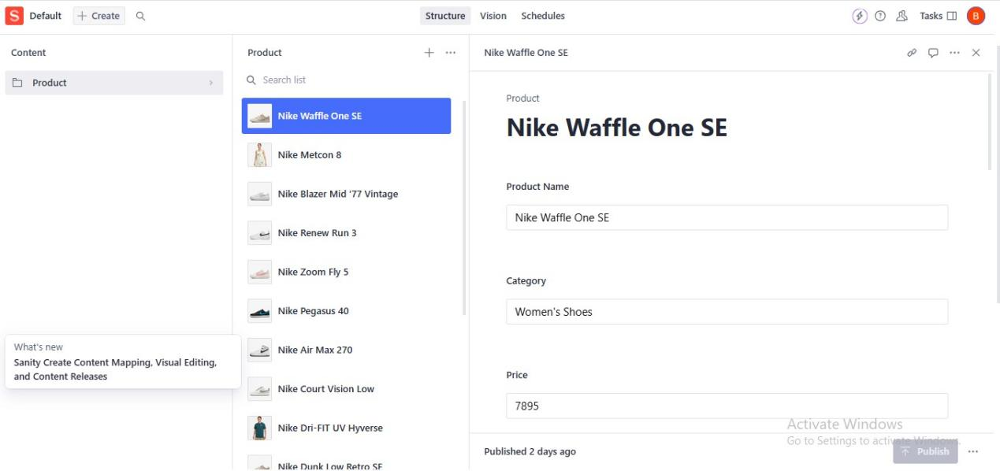 S Default + Create Structure Vision Schedules Tasks B
Content
Product
What's new
Sanity Create Content Mapping, Visual Editing,
and Content Releases
Product
Search list
Nike Waffle One SE
Nike Metcon 8
Nike Blazer Mid '77 Vintage
Nike Renew Run 3
Nike Zoom Fly 5
Nike Pegasus 40
Nike Air Max 270
Nike Court Vision Low
Nike Dri-FIT UV Hyverse
Nike Dunk Low Retro SE
Nike Waffle One SE
Product
Nike Waffle One SE
Product Name
Nike Waffle One SE
Category
Women's Shoes
Price
7895
Activate Windows
Go to Settings to activate Windows.
Published 2 days ago
Publish